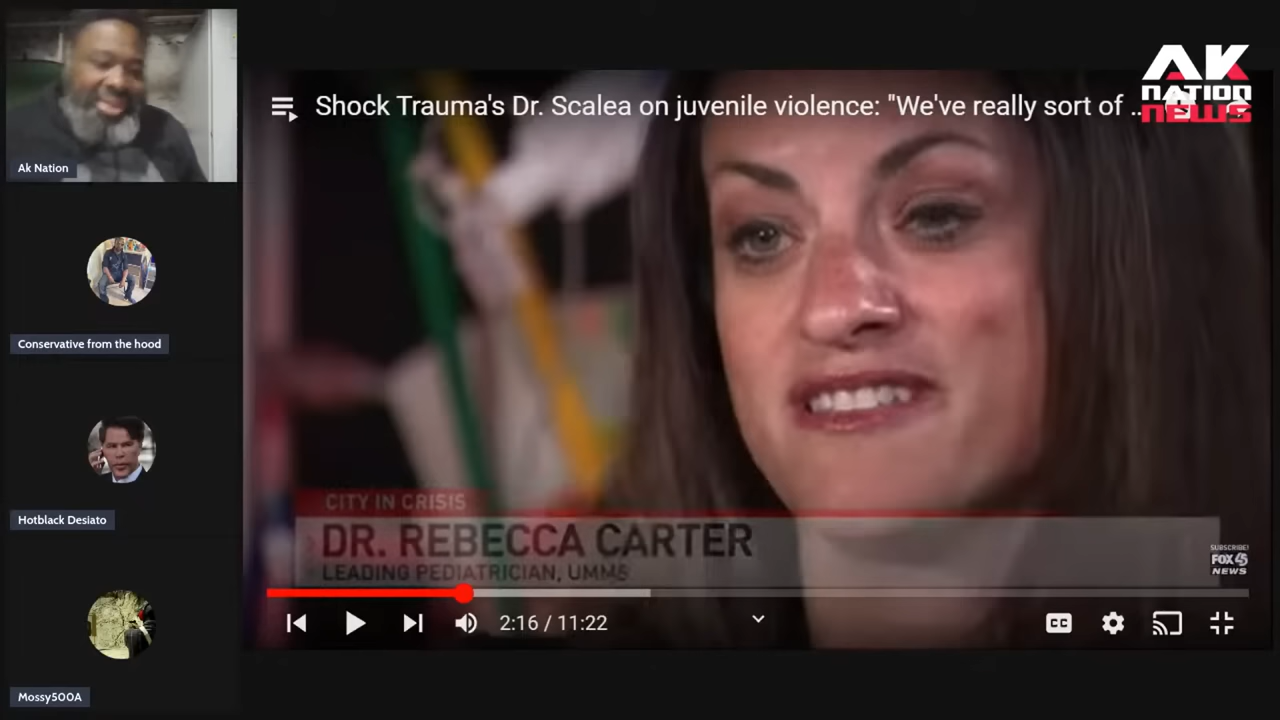 Ak Nation
Conservative from the hood
Hotblack Desiato
Mossy500A
Shock Trauma's Dr. Scalea on juvenile violence: "We've really sort of ...
AK
NATION
NEWS
CITY IN CRISIS
DR. REBECCA CARTER
LEADING PEDIATRICIAN, UMMS
SUBSCRIBE!
FOX 45
NEWS
2:16 / 11:22
CC